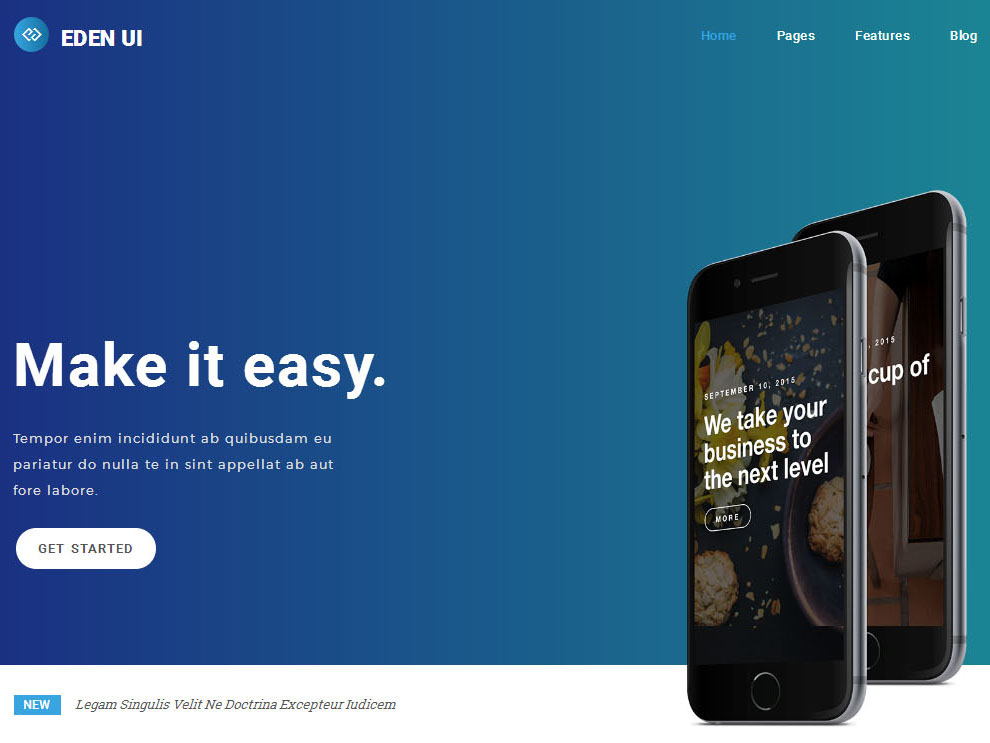 EDEN UI
Home Pages Features Blog
Make it easy.
Tempor enim incididunt ab quibusdam eu
pariatur do nulla te in sint appellat ab aut
fore labore.
GET STARTED
SEPTEMBER 10, 2015
We take your
business to
the next level
MORE
, 2015
cup of
NEW Legam Singulis Velit Ne Doctrina Excepteur Iudicem